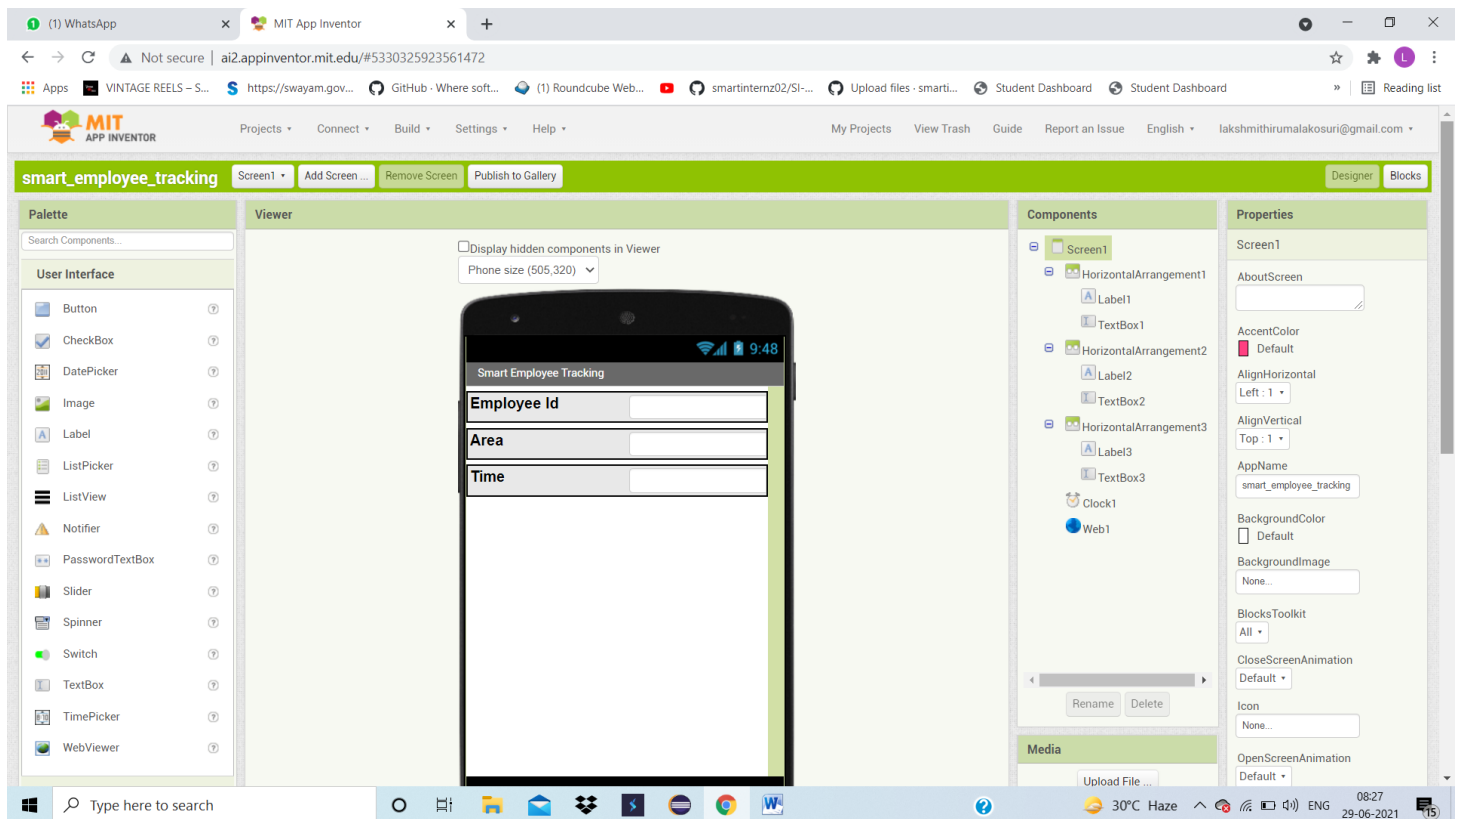 (1) WhatsApp
MIT App Inventor
Not secure | ai2.appinventor.mit.edu/#5330325923561472
L
Apps VINTAGE REELS – S... https://swayam.gov... GitHub · Where soft... (1) Roundcube Web... smartinternz02/SI-... Upload files · smarti... Student Dashboard Student Dashboard » Reading list
MIT
APP INVENTOR
Projects Connect Build Settings Help My Projects View Trash Guide Report an Issue English lakshmithirumalakosuri@gmail.com
smart_employee_tracking Screen1 Add Screen ... Remove Screen Publish to Gallery Designer Blocks
Palette
Search Components...
User Interface
Button
CheckBox
DatePicker
Image
Label
ListPicker
ListView
Notifier
PasswordTextBox
Slider
Spinner
Switch
TextBox
TimePicker
WebViewer
Viewer
Display hidden components in Viewer
Phone size (505,320)
9:48
Smart Employee Tracking
Employee Id
Area
Time
Components
Screen1
HorizontalArrangement1
Label1
TextBox1
HorizontalArrangement2
Label2
TextBox2
HorizontalArrangement3
Label3
TextBox3
Clock1
Web1
Rename Delete
Media
Upload File ...
Properties
Screen1
AboutScreen
AccentColor
Default
AlignHorizontal
Left : 1
AlignVertical
Top : 1
AppName
smart_employee_tracking
BackgroundColor
Default
BackgroundImage
None...
BlocksToolkit
All
CloseScreenAnimation
Default
Icon
None...
OpenScreenAnimation
Default
Type here to search
30°C Haze
ENG
08:27
29-06-2021
15